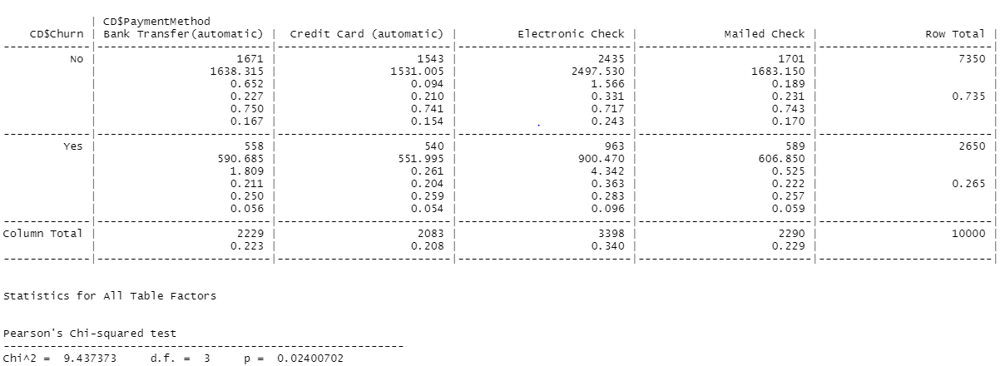 | CD$PaymentMethod
CD$Churn | Bank Transfer(automatic) | Credit Card (automatic) | Electronic Check | Mailed Check | Row Total |
-------------|--------------------------|--------------------------|--------------------------|--------------------------|--------------------------|
No | 1671 | 1543 | 2435 | 1701 | 7350 |
| 1638.315 | 1531.005 | 2497.530 | 1683.150 | |
| 0.652 | 0.094 | 1.566 | 0.189 | |
| 0.227 | 0.210 | 0.331 | 0.231 | 0.735 |
| 0.750 | 0.741 | 0.717 | 0.743 | |
| 0.167 | 0.154 | 0.243 | 0.170 | |
-------------|--------------------------|--------------------------|--------------------------|--------------------------|--------------------------|
Yes | 558 | 540 | 963 | 589 | 2650 |
| 590.685 | 551.995 | 900.470 | 606.850 | |
| 1.809 | 0.261 | 4.342 | 0.525 | |
| 0.211 | 0.204 | 0.363 | 0.222 | 0.265 |
| 0.250 | 0.259 | 0.283 | 0.257 | |
| 0.056 | 0.054 | 0.096 | 0.059 | |
-------------|--------------------------|--------------------------|--------------------------|--------------------------|--------------------------|
Column Total | 2229 | 2083 | 3398 | 2290 | 10000 |
| 0.223 | 0.208 | 0.340 | 0.229 | |
-------------|--------------------------|--------------------------|--------------------------|--------------------------|--------------------------|
Statistics for All Table Factors
Pearson's Chi-squared test
------------------------------------------------------------
Chi^2 = 9.437373 d.f. = 3 p = 0.02400702